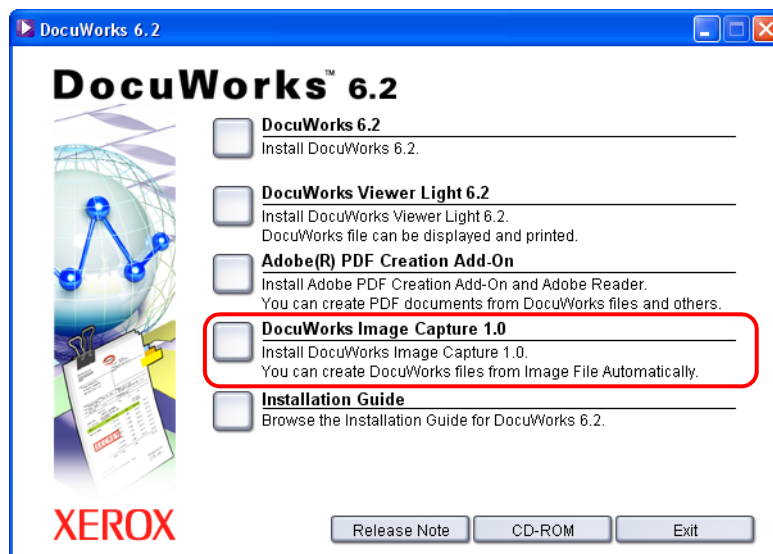 DocuWorks 6.2
DocuWorks™ 6.2
DocuWorks 6.2
Install DocuWorks 6.2.
DocuWorks Viewer Light 6.2
Install DocuWorks Viewer Light 6.2.
DocuWorks file can be displayed and printed.
Adobe(R) PDF Creation Add-On
Install Adobe PDF Creation Add-On and Adobe Reader.
You can create PDF documents from DocuWorks files and others.
DocuWorks Image Capture 1.0
Install DocuWorks Image Capture 1.0.
You can create DocuWorks files from Image File Automatically.
Installation Guide
Browse the Installation Guide for DocuWorks 6.2.
XEROX
Release Note
CD-ROM
Exit